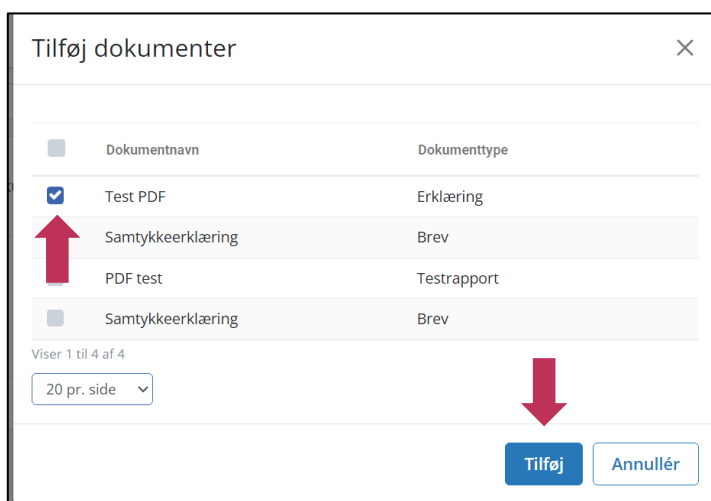 Tilføj dokumenter
Dokumentnavn Dokumenttype
Test PDF Erklæring
Samtykkeerklæring Brev
PDF test Testrapport
Samtykkeerklæring Brev
Viser 1 til 4 af 4
20 pr. side
Tilføj Annullér